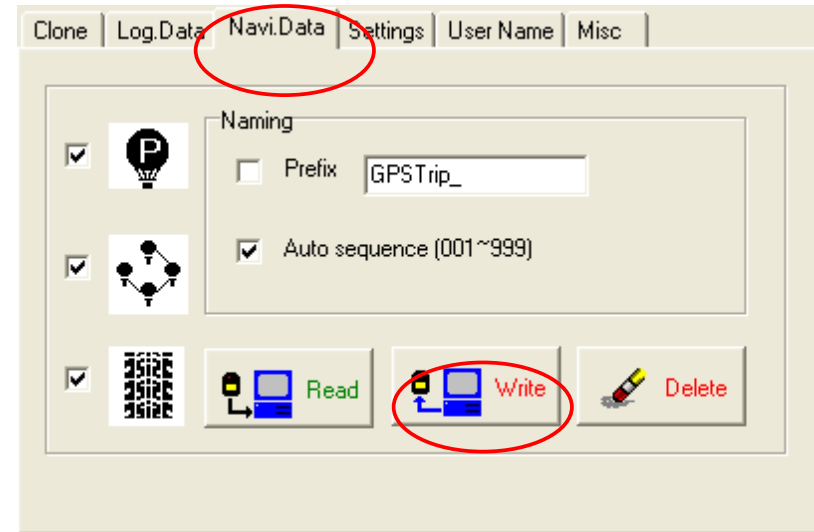 Clone Log.Data Navi.Data Settings User Name Misc
Naming
P
Prefix GPSTrip_
Auto sequence (001~999)
Read Write Delete